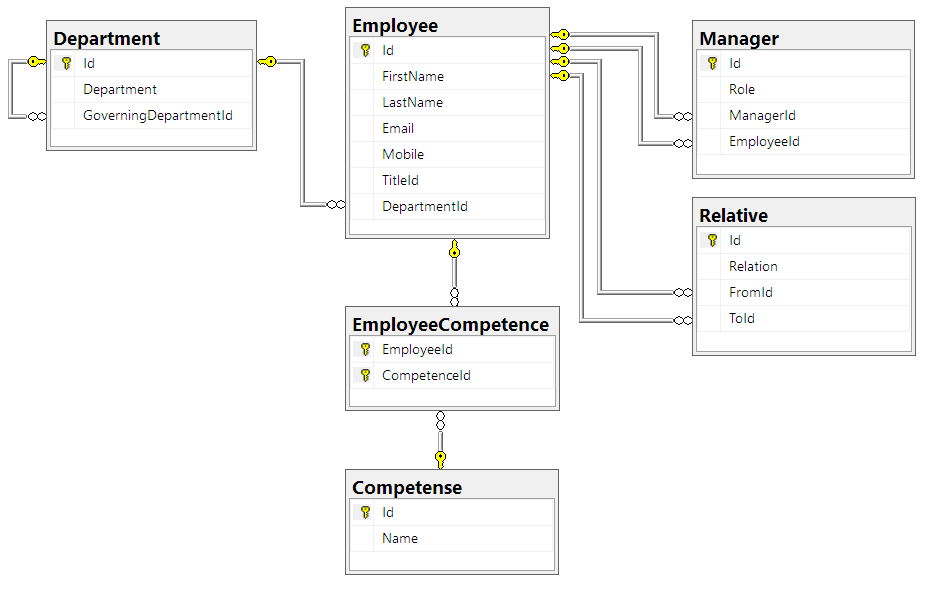 Department
Id
Department
GoverningDepartmentId
Employee
Id
FirstName
LastName
Email
Mobile
TitleId
DepartmentId
Manager
Id
Role
ManagerId
EmployeeId
Relative
Id
Relation
FromId
ToId
EmployeeCompetence
EmployeeId
CompetenceId
Competense
Id
Name